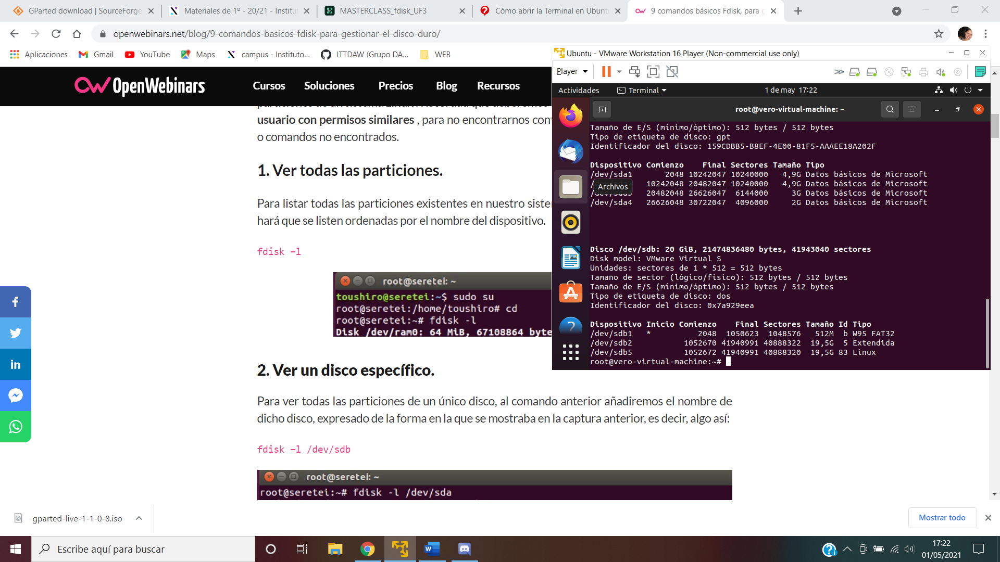 GParted download | SourceForge
Materiales de 1º - 20/21 - Institut
MASTERCLASS_fdisk_UF3
Cómo abrir la Terminal en Ubunt
9 comandos básicos Fdisk, para g
openwebinars.net/blog/9-comandos-basicos-fdisk-para-gestionar-el-disco-duro/
Aplicaciones
Gmail
YouTube
Maps
campus - Instituto...
ITTDAW (Grupo DA...
WEB
OpenWebinars
Cursos
Soluciones
Precios
Blog
Recursos
usuario con permisos similares , para no encontrarnos con
o comandos no encontrados.
1. Ver todas las particiones.
Para listar todas las particiones existentes en nuestro sister
hará que se listen ordenadas por el nombre del dispositivo.
fdisk -l
root@seretei: ~
toushiro@seretei:~$ sudo su
root@seretei:/home/toushiro# cd
root@seretei:~# fdisk -l
Disk /dev/ram0: 64 MiB, 67108864 byte
2. Ver un disco específico.
Para ver todas las particiones de un único disco, al comando anterior añadiremos el nombre de
dicho disco, expresado de la forma en la que se mostraba en la captura anterior, es decir, algo así:
fdisk -l /dev/sdb
root@seretei: ~
root@seretei:~# fdisk -l /dev/sda
Ubuntu - VMware Workstation 16 Player (Non-commercial use only)
Player
Actividades
Terminal
1 de may 17:22
root@vero-virtual-machine: ~
Tamaño de E/S (mínimo/óptimo): 512 bytes / 512 bytes
Tipo de etiqueta de disco: gpt
Identificador del disco: 159CDBB5-B8EF-4E00-81F5-AAAEE18A202F
Dispositivo Comienzo Final Sectores Tamaño Tipo
/dev/sda1 2048 10242047 10240000 4,9G Datos básicos de Microsoft
/ 10242048 20482047 10240000 4,9G Datos básicos de Microsoft
/dev/sda3 20482048 26626047 6144000 3G Datos básicos de Microsoft
/dev/sda4 26626048 30722047 4096000 2G Datos básicos de Microsoft
Archivos
Disco /dev/sdb: 20 GiB, 21474836480 bytes, 41943040 sectores
Disk model: VMware Virtual S
Unidades: sectores de 1 * 512 = 512 bytes
Tamaño de sector (lógico/físico): 512 bytes / 512 bytes
Tamaño de E/S (mínimo/óptimo): 512 bytes / 512 bytes
Tipo de etiqueta de disco: dos
Identificador del disco: 0x7a929eea
Dispositivo Inicio Comienzo Final Sectores Tamaño Id Tipo
/dev/sdb1 * 2048 1050623 1048576 512M b W95 FAT32
/dev/sdb2 1052670 41940991 40888322 19,5G 5 Extendida
/dev/sdb5 1052672 41940991 40888320 19,5G 83 Linux
root@vero-virtual-machine:~#
gparted-live-1-1-0-8.iso
Mostrar todo
Escribe aquí para buscar
17:22
01/05/2021